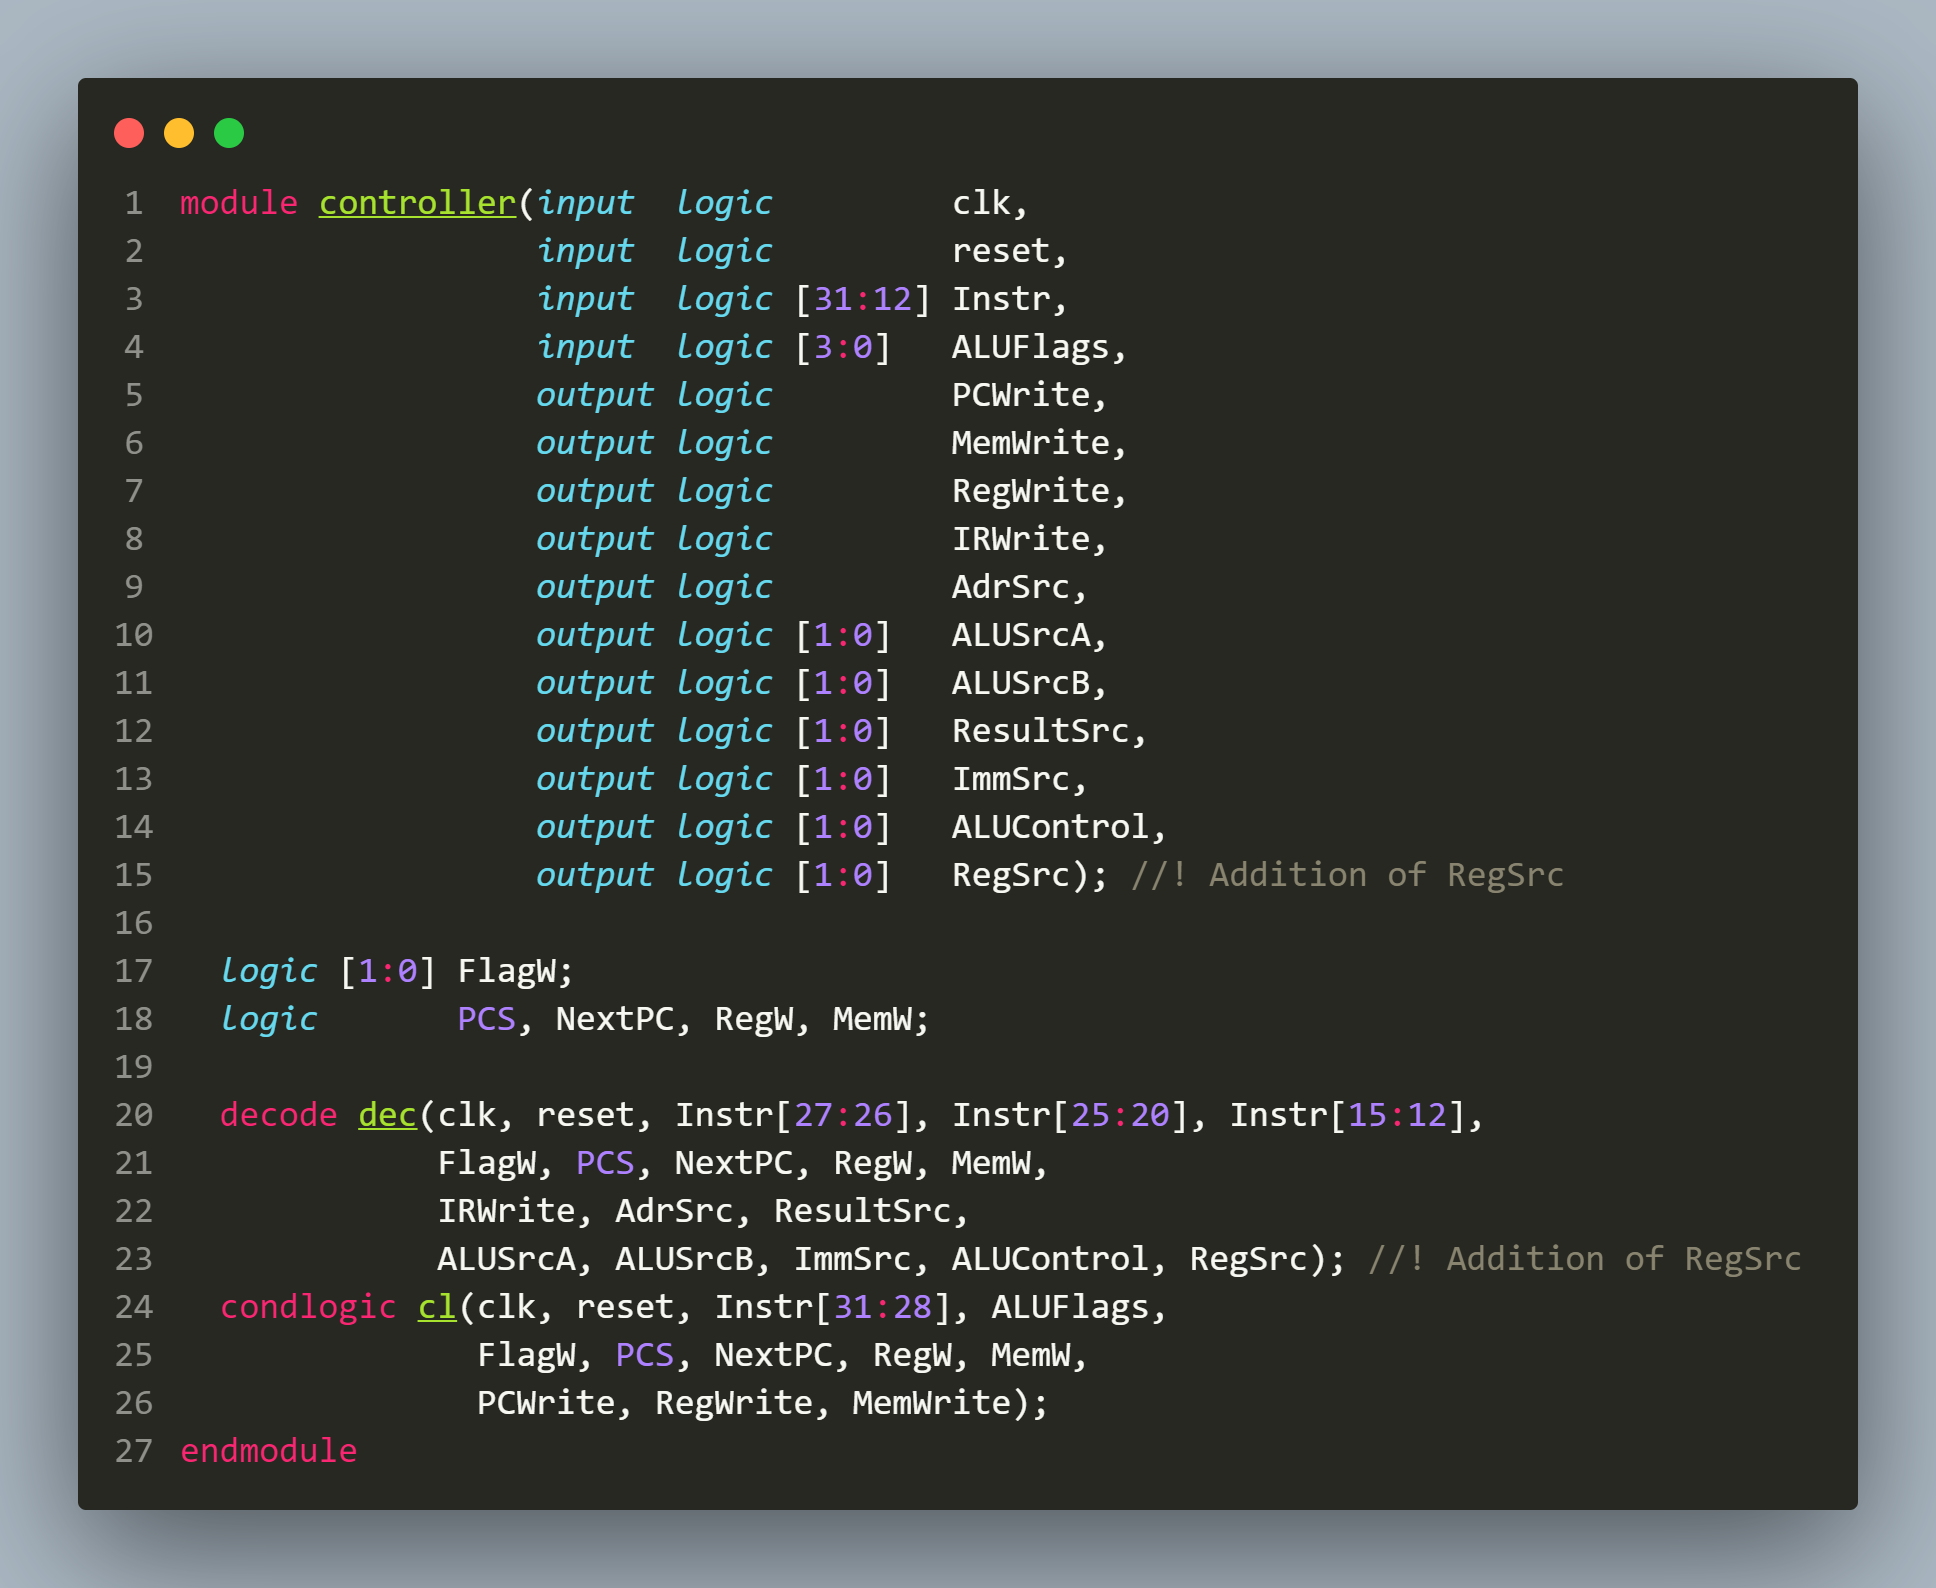 1 module controller(input  logic         clk,
2                   input  logic         reset,
3                   input  logic [31:12] Instr,
4                   input  logic [3:0]   ALUFlags,
5                   output logic         PCWrite,
6                   output logic         MemWrite,
7                   output logic         RegWrite,
8                   output logic         IRWrite,
9                   output logic         AdrSrc,
10                   output logic [1:0]   ALUSrcA,
11                   output logic [1:0]   ALUSrcB,
12                   output logic [1:0]   ResultSrc,
13                   output logic [1:0]   ImmSrc,
14                   output logic [1:0]   ALUControl,
15                   output logic [1:0]   RegSrc); //! Addition of RegSrc
16
17   logic [1:0] FlagW;
18   logic       PCS, NextPC, RegW, MemW;
19
20   decode dec(clk, reset, Instr[27:26], Instr[25:20], Instr[15:12],
21              FlagW, PCS, NextPC, RegW, MemW,
22              IRWrite, AdrSrc, ResultSrc,
23              ALUSrcA, ALUSrcB, ImmSrc, ALUControl, RegSrc); //! Addition of RegSrc
24   condlogic cl(clk, reset, Instr[31:28], ALUFlags,
25                FlagW, PCS, NextPC, RegW, MemW,
26                PCWrite, RegWrite, MemWrite);
27 endmodule